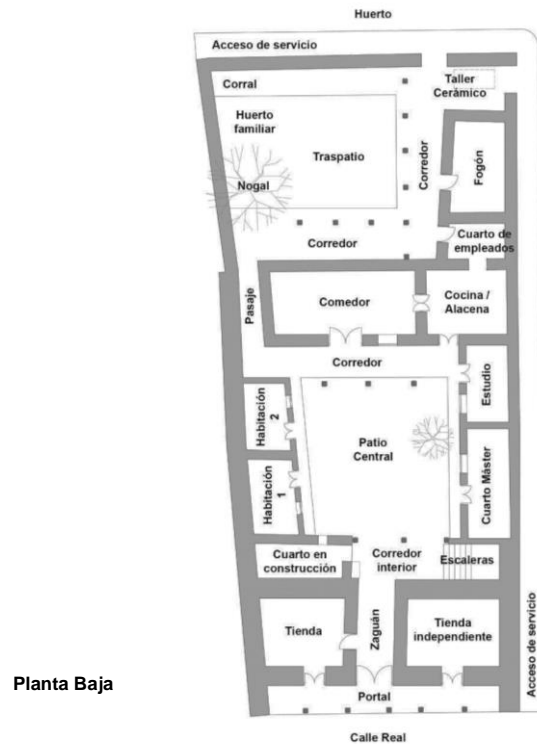 Huerto
Acceso de servicio
Taller
Cerámico
Corral
Huerto
familiar
Traspatio
Nogal
Corredor
Fogón
Corredor
Cuarto de
empleados
Pasaje
Comedor
Cocina /
Alacena
Corredor
Estudio
Habitación
2
Patio
Central
Habitación
1
Cuarto Máster
Cuarto en
construcción
Corredor
interior
Escaleras
Tienda
Zaguán
Tienda
independiente
Acceso de servicio
Planta Baja
Portal
Calle Real